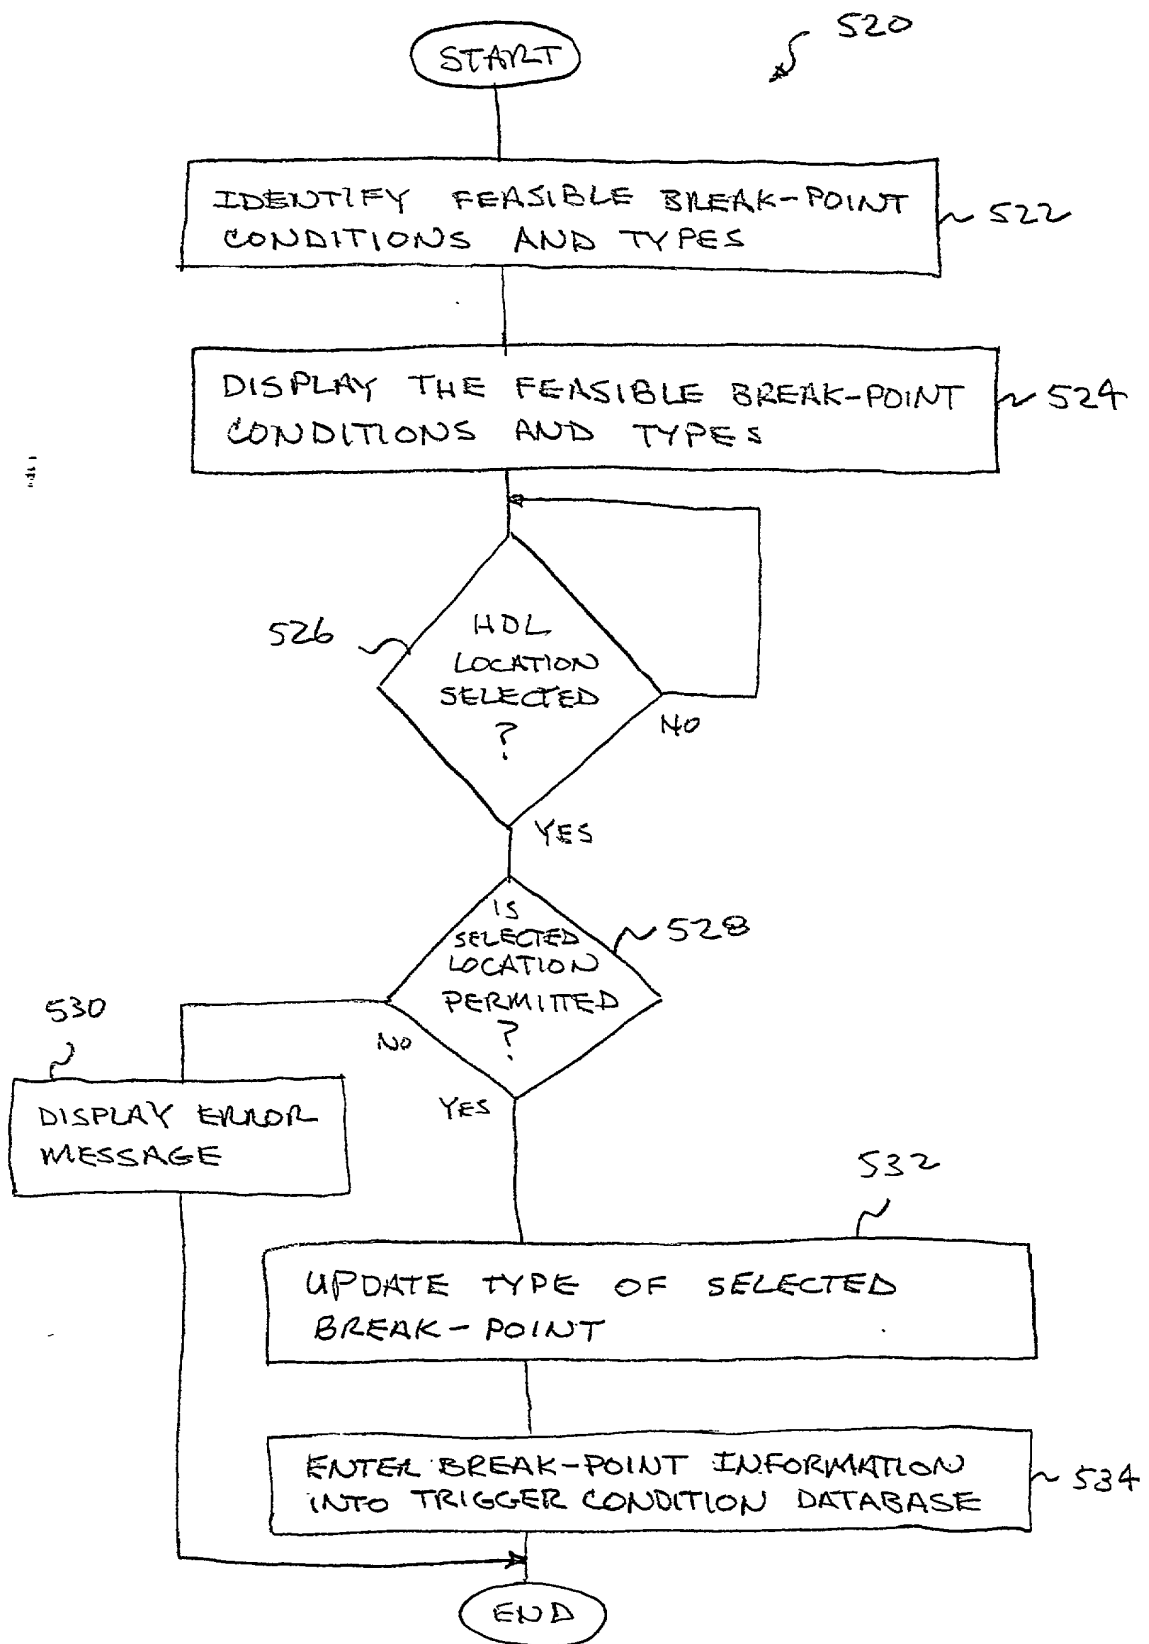 520
START
IDENTIFY FEASIBLE BREAK-POINT
CONDITIONS AND TYPES
522
DISPLAY THE FEASIBLE BREAK-POINT
CONDITIONS AND TYPES
524
526
HDL
LOCATION
SELECTED
?
NO
YES
IS
SELECTED
LOCATION
PERMITTED
?
528
NO
YES
530
DISPLAY ERROR
MESSAGE
532
UPDATE TYPE OF SELECTED
BREAK-POINT
ENTER BREAK-POINT INFORMATION
INTO TRIGGER CONDITION DATABASE
534
END